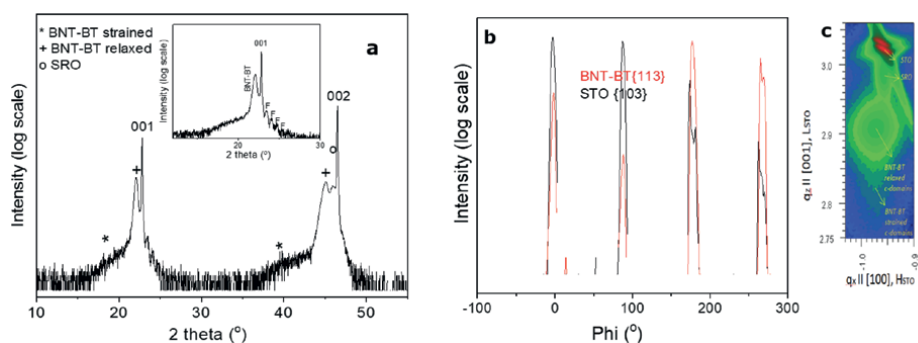 * BNT-BT strained
+ BNT-BT relaxed
o SRO
a
001
002
+
+
o
*
*
Intensity (log scale)
10 20 30 40 50
2 theta (°)
001
BNT-BT
F
F
F
F
Intensity (log scale)
20 30
2 theta (°)
b
BNT-BT{113}
STO {103}
Intensity (log scale)
-100 0 100 200 300
Phi (°)
c
3.0
2.9
2.8
2.75
STO
SRO
BNT-BT
relaxed
c-domains
BNT-BT
strained
c-domains
qz II [001], LSTO
-1.0 -0.9
qx II [100], HSTO